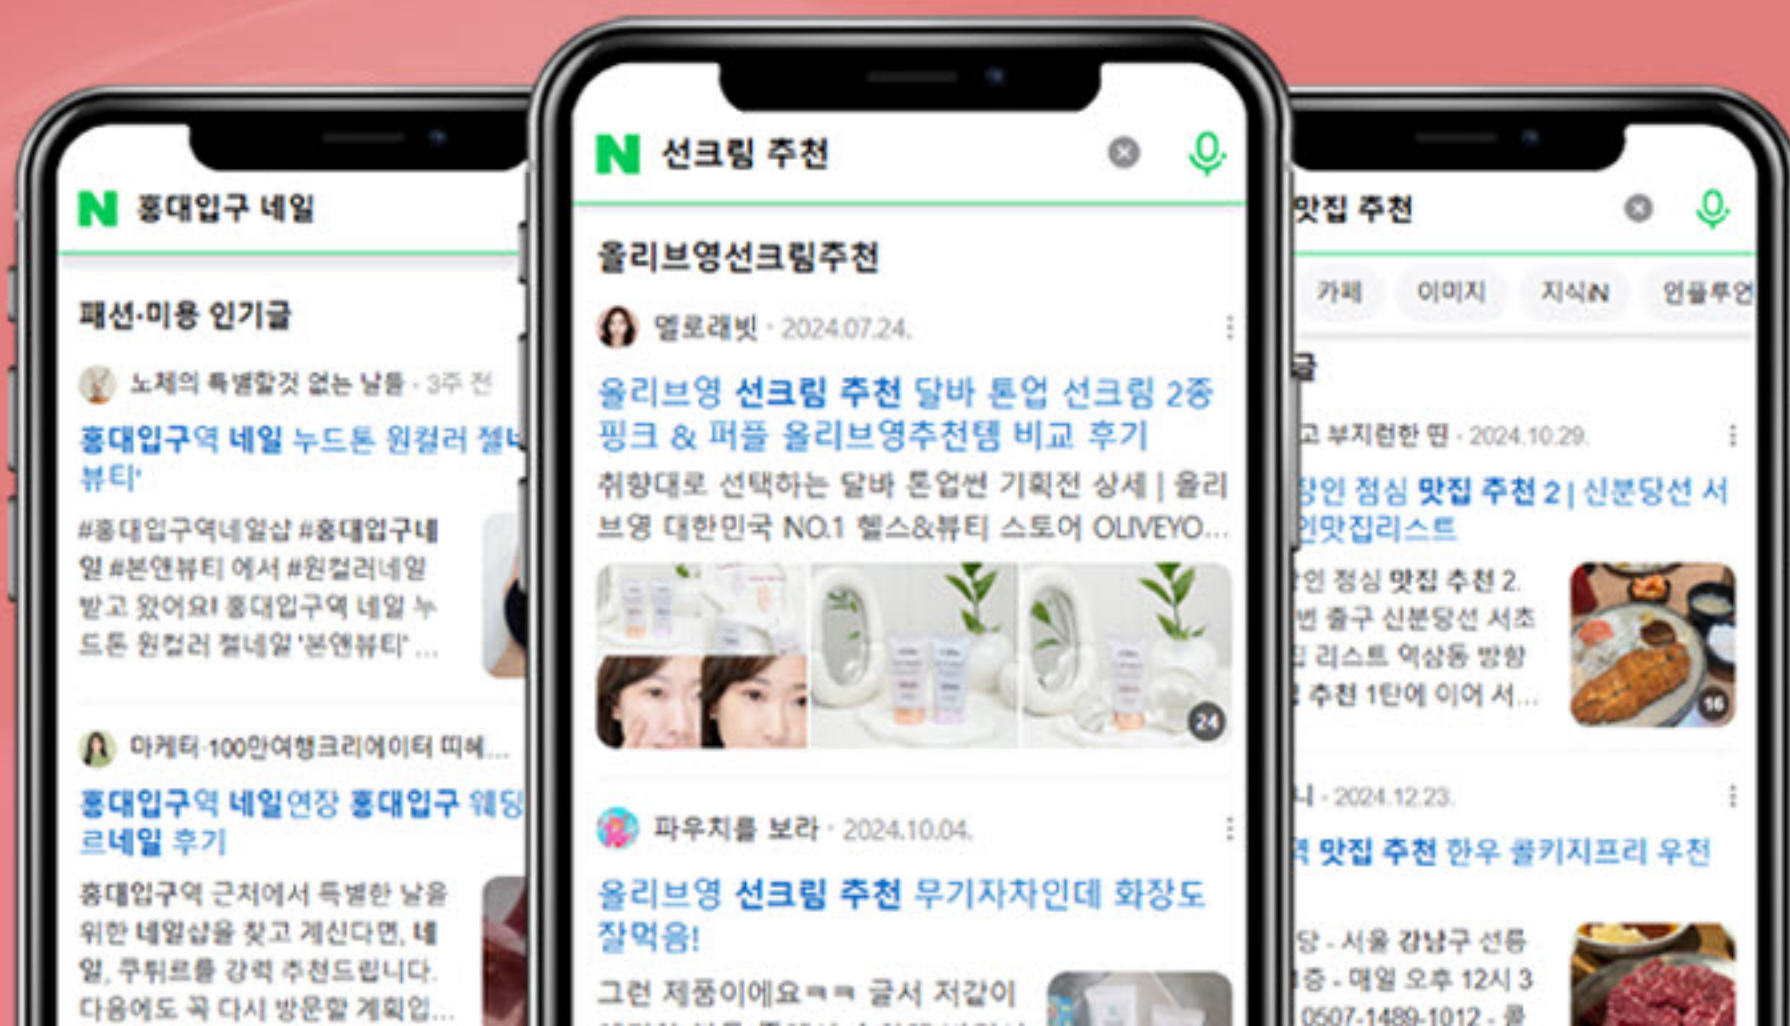 N 홍대입구 네일
패션·미용 인기글
노제의 특별할것 없는 날들 · 3주 전
홍대입구역 네일 누드톤 원컬러 젤네
뷰티'
#홍대입구역네일샵 #홍대입구네
일 #본앤뷰티 에서 #원컬러네일
받고 왔어요! 홍대입구역 네일 누
드톤 원컬러 젤네일 '본앤뷰티' ...
마케터·100만여행크리에이터 띠혜....
홍대입구역 네일연장 홍대입구 웨딩
르네일 후기
홍대입구역 근처에서 특별한 날을
위한 네일샵을 찾고 계신다면, 네
일, 쿠튀르를 강력 추천드립니다.
다음에도 꼭 다시 방문할 계획입...
N 선크림 추천
올리브영선크림추천
멜로래빗 · 2024.07.24.
올리브영 선크림 추천 달바 톤업 선크림 2종
핑크 & 퍼플 올리브영추천템 비교 후기
취향대로 선택하는 달바 톤업썬 기획전 상세 | 올리
브영 대한민국 NO.1 헬스&뷰티 스토어 OLIVEYO...
24
파우치를 보라 · 2024.10.04.
올리브영 선크림 추천 무기자차인데 화장도
잘먹음!
그런 제품이에요ㅋㅋ 글서 저같이
맛집 추천
카페 이미지 지식iN 인플루언
글
고 부지런한 띤 · 2024.10.29.
장인 점심 맛집 추천 2 | 신분당선 서
인맛집리스트
장인 점심 맛집 추천 2.
번 출구 신분당선 서초
집 리스트 역삼동 방향
추천 1탄에 이어 서...
16
니 · 2024.12.23.
역 맛집 추천 한우 콜키지프리 우천
당 - 서울 강남구 선릉
1층 - 매일 오후 12시 3
0507-1489-1012 - 콜